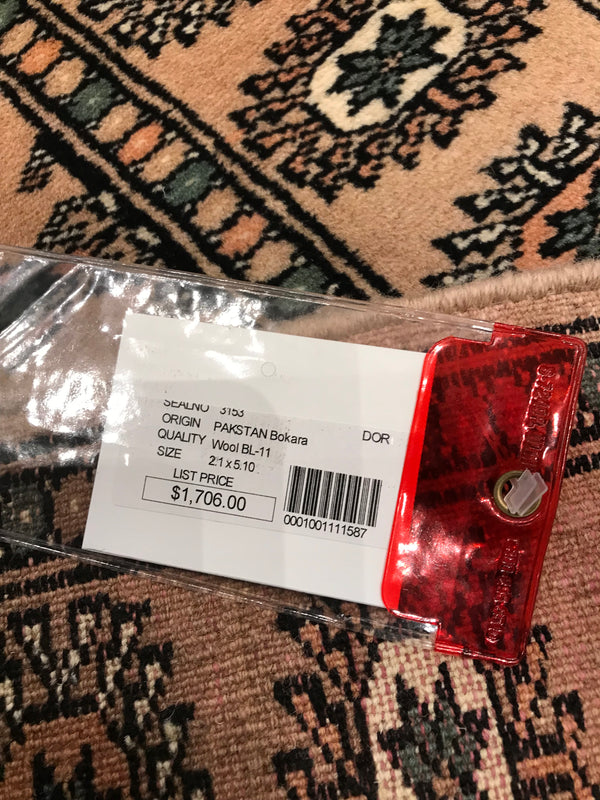 SEALNO 3153
ORIGIN PAKSTAN Bokara DOR
QUALITY Wool BL-11
SIZE 2.1 x 5.10
LIST PRICE
$1,706.00
0001001111587